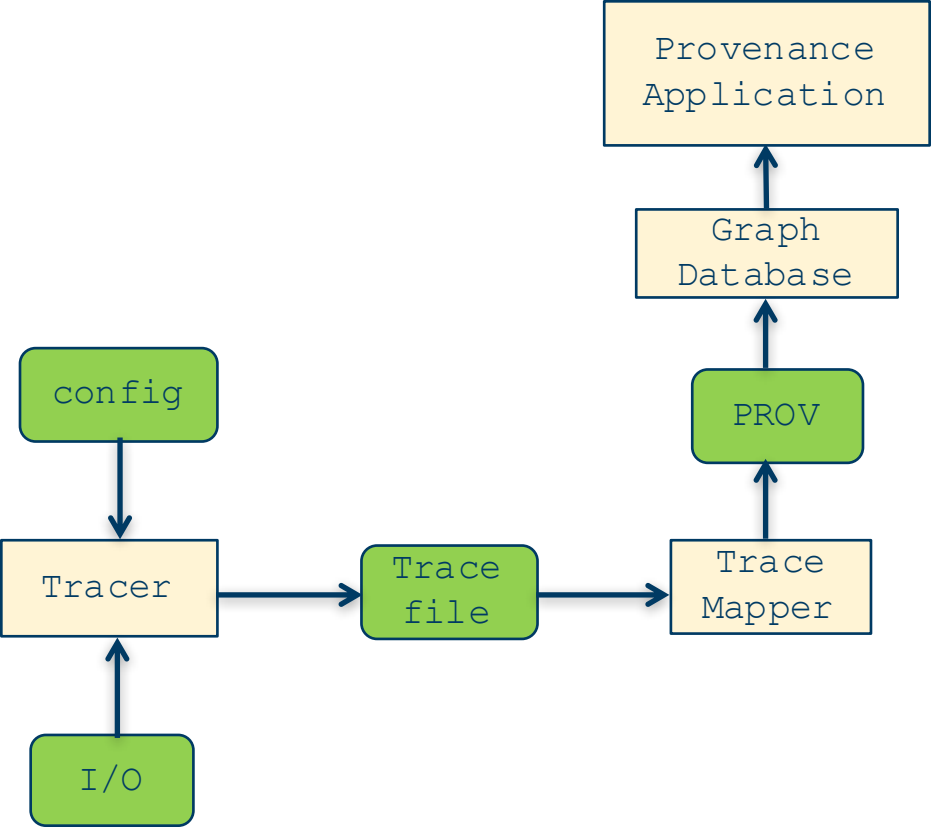 Provenance
Application
Graph
Database
config
PROV
Tracer
Trace
file
Trace
Mapper
I/O